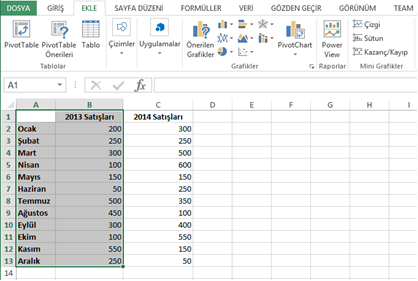 DOSYA GİRİŞ EKLE SAYFA DÜZENİ FORMÜLLER VERİ GÖZDEN GEÇİR GÖRÜNÜM TEAM
PivotTable Önerilen PivotTable Tablo Çizimler Uygulamalar Önerilen Grafikler PivotChart Power View Çizgi
Sütun
Kazanç/Kayıp
Tablolar Grafikler Raporlar Mini Grafikler
A1 fx
A B C D E F G H I
1 2013 Satışları 2014 Satışları
2 Ocak 200 300
3 Şubat 250 250
4 Mart 300 500
5 Nisan 100 600
6 Mayıs 150 150
7 Haziran 50 250
8 Temmuz 500 350
9 Ağustos 450 100
10 Eylül 300 400
11 Ekim 100 550
12 Kasım 550 150
13 Aralık 250 50
14